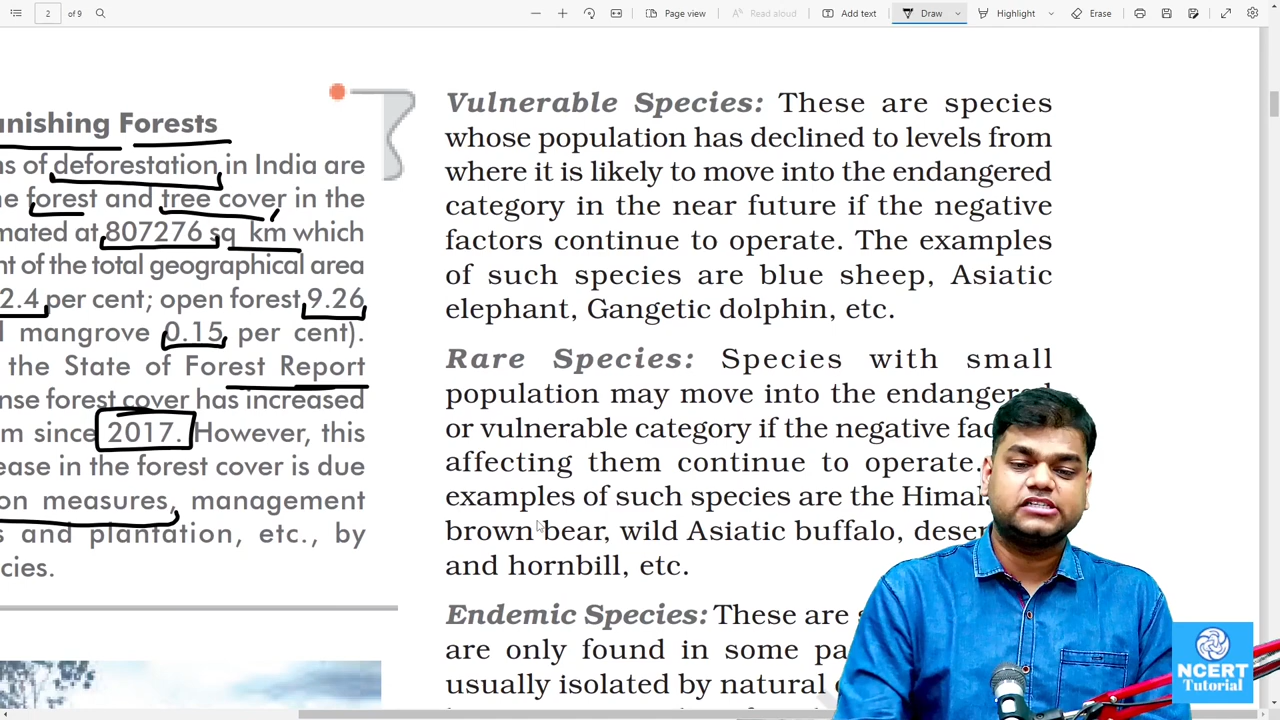 2 of 9
Page view
Read aloud
Add text
Draw
Highlight
Erase
anishing Forests
ns of deforestation in India are
he forest and tree cover in the
mated at 807276 sq km which
nt of the total geographical area
2.4 per cent; open forest 9.26
mangrove 0.15 per cent).
the State of Forest Report
nse forest cover has increased
m since 2017. However, this
ease in the forest cover is due
on measures, management
s and plantation, etc., by
cies.
Vulnerable Species: These are species
whose population has declined to levels from
where it is likely to move into the endangered
category in the near future if the negative
factors continue to operate. The examples
of such species are blue sheep, Asiatic
elephant, Gangetic dolphin, etc.
Rare Species: Species with small
population may move into the endangered
or vulnerable category if the negative fac
affecting them continue to operate.
examples of such species are the Himal
brown bear, wild Asiatic buffalo, deser
and hornbill, etc.
Endemic Species: These are s
are only found in some pa
usually isolated by natural
NCERT
Tutorial